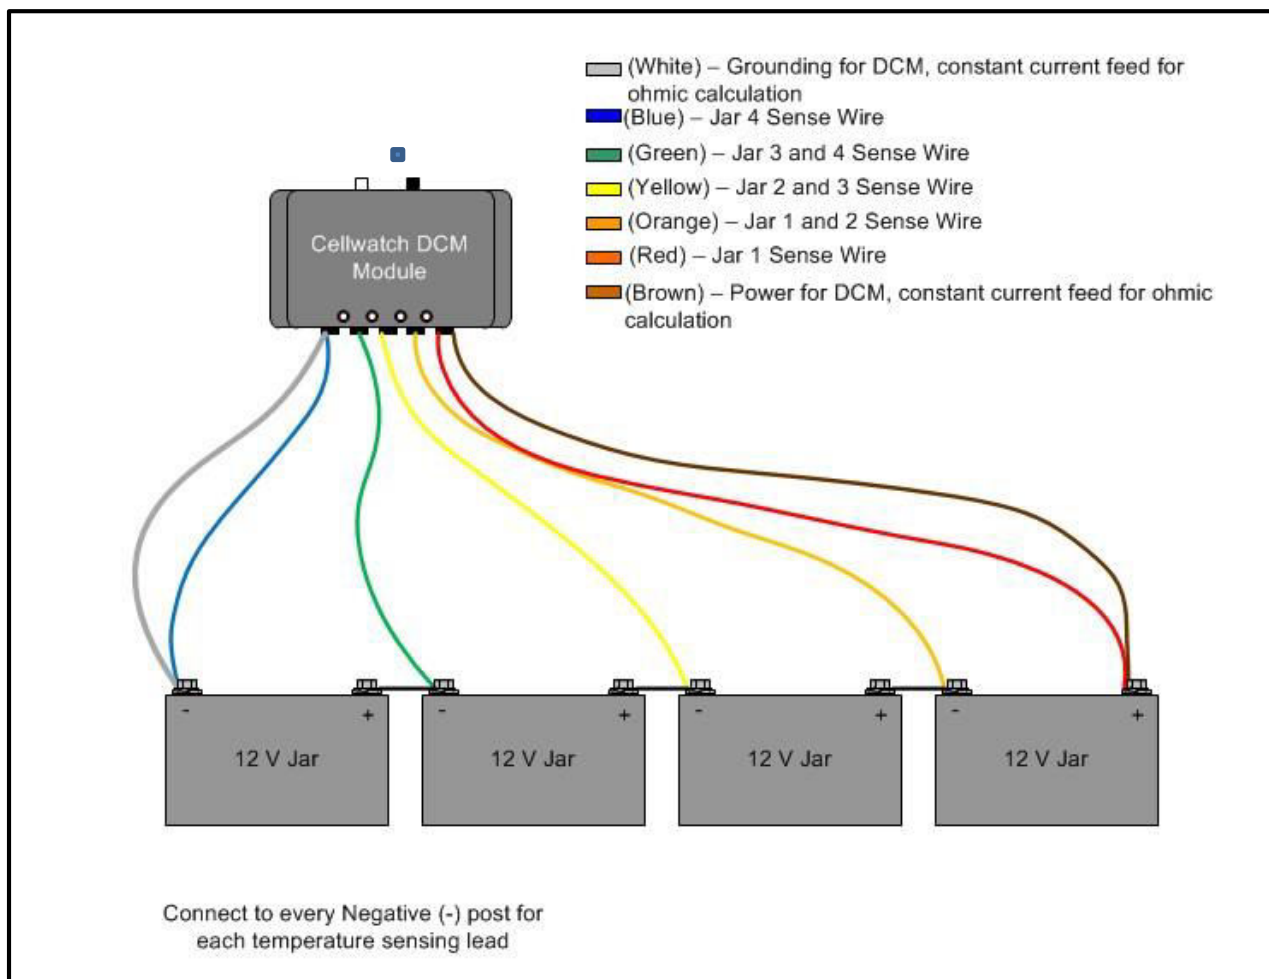 (White) – Grounding for DCM, constant current feed for
ohmic calculation
(Blue) – Jar 4 Sense Wire
(Green) – Jar 3 and 4 Sense Wire
(Yellow) – Jar 2 and 3 Sense Wire
(Orange) – Jar 1 and 2 Sense Wire
(Red) – Jar 1 Sense Wire
(Brown) – Power for DCM, constant current feed for ohmic
calculation
Cellwatch DCM
Module
- + - + - + - +
12 V Jar 12 V Jar 12 V Jar 12 V Jar
Connect to every Negative (-) post for
each temperature sensing lead